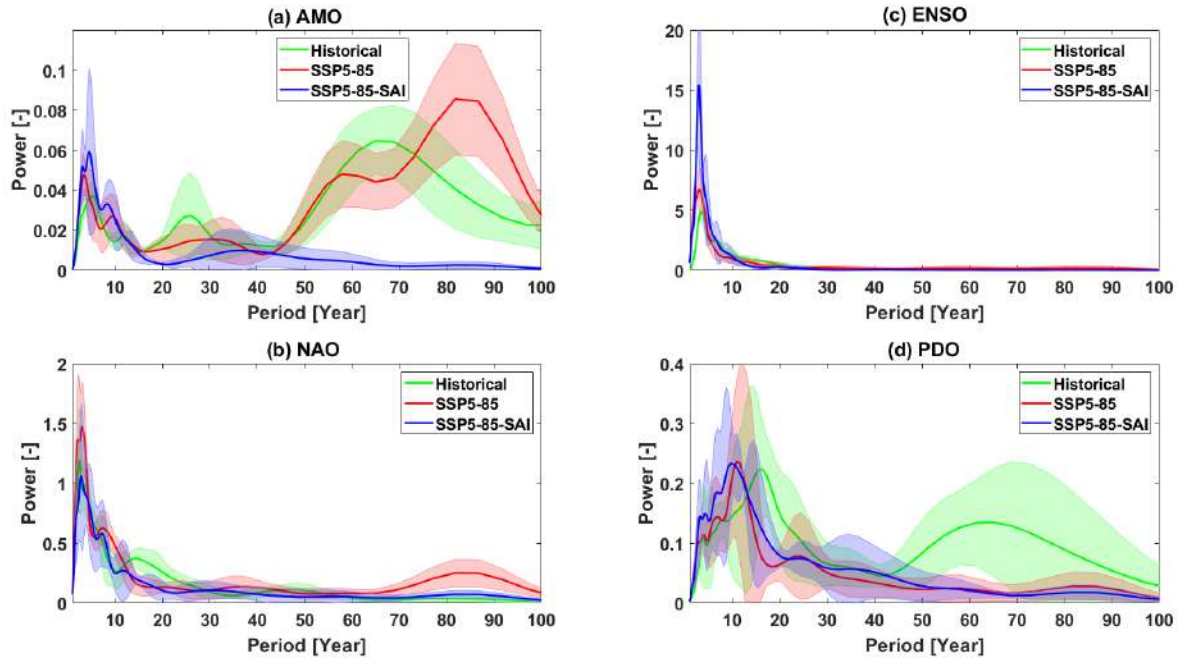 (a) AMO
Historical
SSP5-85
SSP5-85-SAI
Power [-]
0.1
0.08
0.06
0.04
0.02
0
10 20 30 40 50 60 70 80 90 100
Period [Year]
(c) ENSO
Historical
SSP5-85
SSP5-85-SAI
Power [-]
20
15
10
5
0
10 20 30 40 50 60 70 80 90 100
Period [Year]
(b) NAO
Historical
SSP5-85
SSP5-85-SAI
Power [-]
2
1.5
1
0.5
0
10 20 30 40 50 60 70 80 90 100
Period [Year]
(d) PDO
Historical
SSP5-85
SSP5-85-SAI
Power [-]
0.4
0.3
0.2
0.1
0
10 20 30 40 50 60 70 80 90 100
Period [Year]